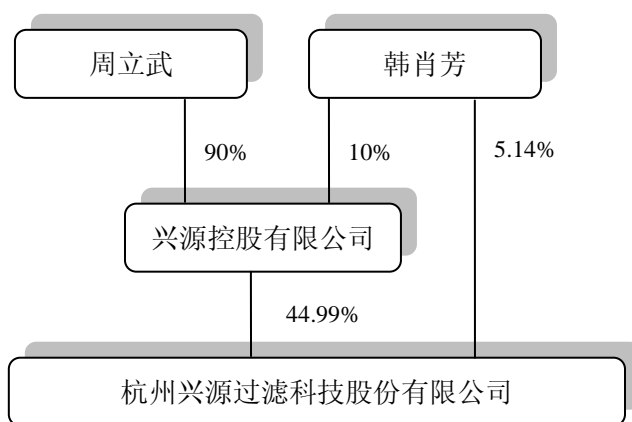 周立武
韩肖芳
90%
10%
5.14%
兴源控股有限公司
44.99%
杭州兴源过滤科技股份有限公司